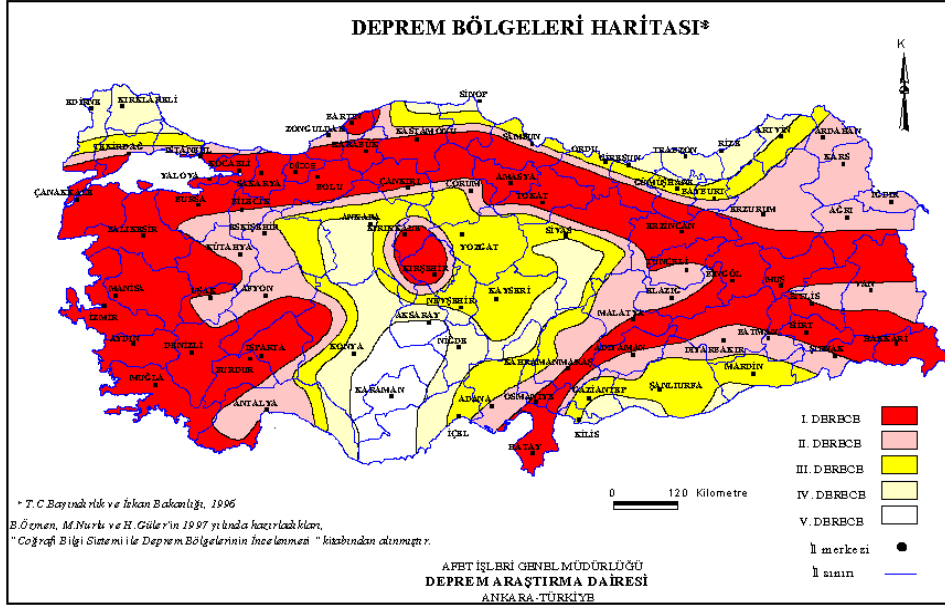 DEPREM BÖLGELERİ HARİTASI*
K
SİNOP
EDİRNE
KIRKLARELİ
BARTIN
ZONGULDAK
KASTAMONU
KARABÜK
SAMSUN
ARTVİN
ARDAHAN
TEKİRDAĞ
İSTANBUL
ORDU
GİRESUN
TRABZON
RİZE
KARS
KOCAELİ
YALOVA
SAKARYA
BOLU
ÇANKIRI
ÇORUM
AMASYA
TOKAT
GÜMÜŞHANE
BAYBURT
IĞDIR
ÇANAKKALE
BURSA
BİLECİK
ERZURUM
AĞRI
ANKARA
KIRIKKALE
ESKİŞEHİR
BALIKESİR
KÜTAHYA
YOZGAT
SİVAS
ERZİNCAN
TUNCELİ
BİNGÖL
MUŞ
KIRŞEHİR
MANİSA
UŞAK
AFYON
NEVŞEHİR
KAYSERİ
ELAZIĞ
BİTLİS
VAN
İZMİR
AKSARAY
MALATYA
BATMAN
SİİRT
AYDIN
DENİZLİ
ISPARTA
KONYA
NİĞDE
KAHRAMANMARAŞ
ADIYAMAN
DİYARBAKIR
ŞIRNAK
HAKKARİ
BURDUR
MARDİN
MUĞLA
KARAMAN
GAZİANTEP
ŞANLIURFA
ANTALYA
ADANA
OSMANİYE
İÇEL
KİLİS
HATAY
I. DERECE
II. DERECE
III. DERECE
IV. DERECE
V. DERECE
İl merkezi
İl sınırı
0 120 Kilometre
* T.C.Bayındırlık ve İskan Bakanlığı, 1996
B.Özmen, M.Nurlu ve H.Güler'in 1997 yılında hazırladıkları,
" Coğrafi Bilgi Sistemi ile Deprem Bölgelerinin İncelenmesi " kitabından alınmıştır.
AFET İŞLERİ GENEL MÜDÜRLÜĞÜ
DEPREM ARAŞTIRMA DAİRESİ
ANKARA-TÜRKİYE